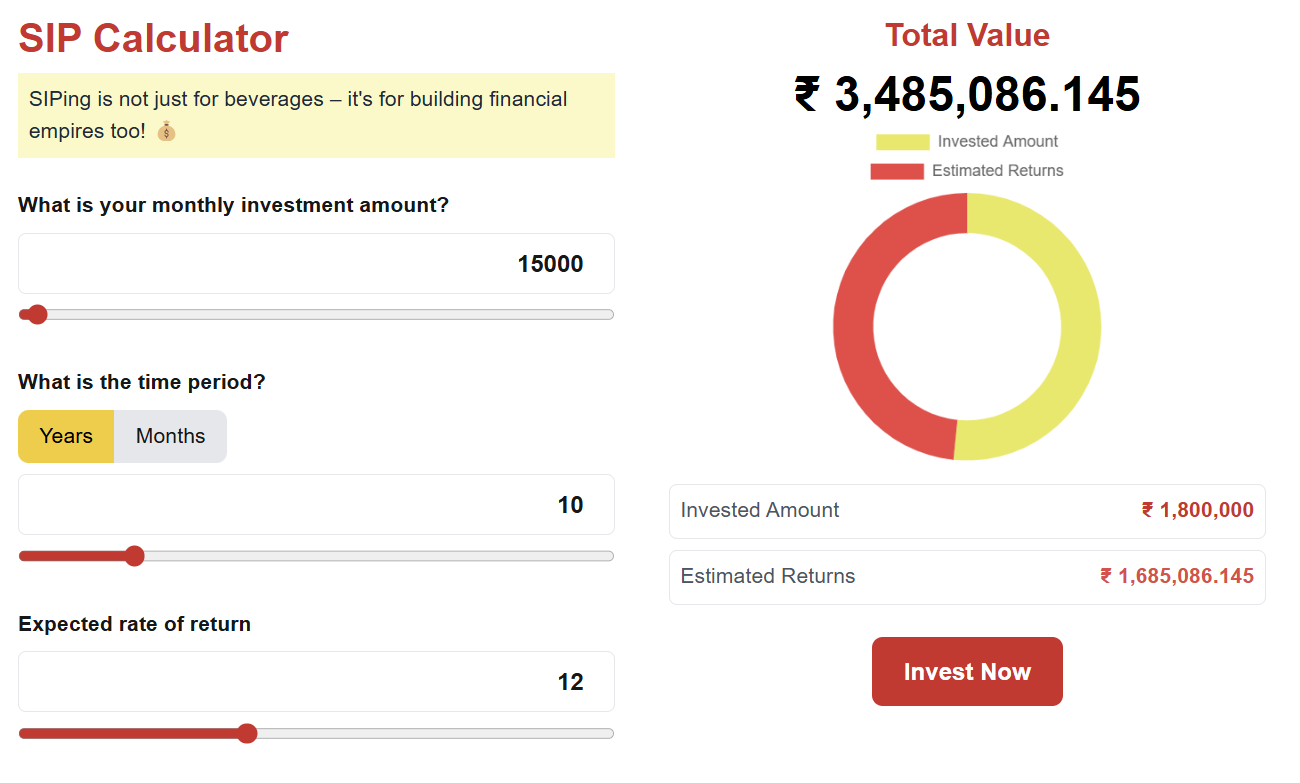 SIP Calculator
SIPing is not just for beverages – it's for building financial
empires too! 💰
What is your monthly investment amount?
15000
What is the time period?
Years
Months
10
Expected rate of return
12
Total Value
₹ 3,485,086.145
Invested Amount
Estimated Returns
Invested Amount ₹ 1,800,000
Estimated Returns ₹ 1,685,086.145
Invest Now